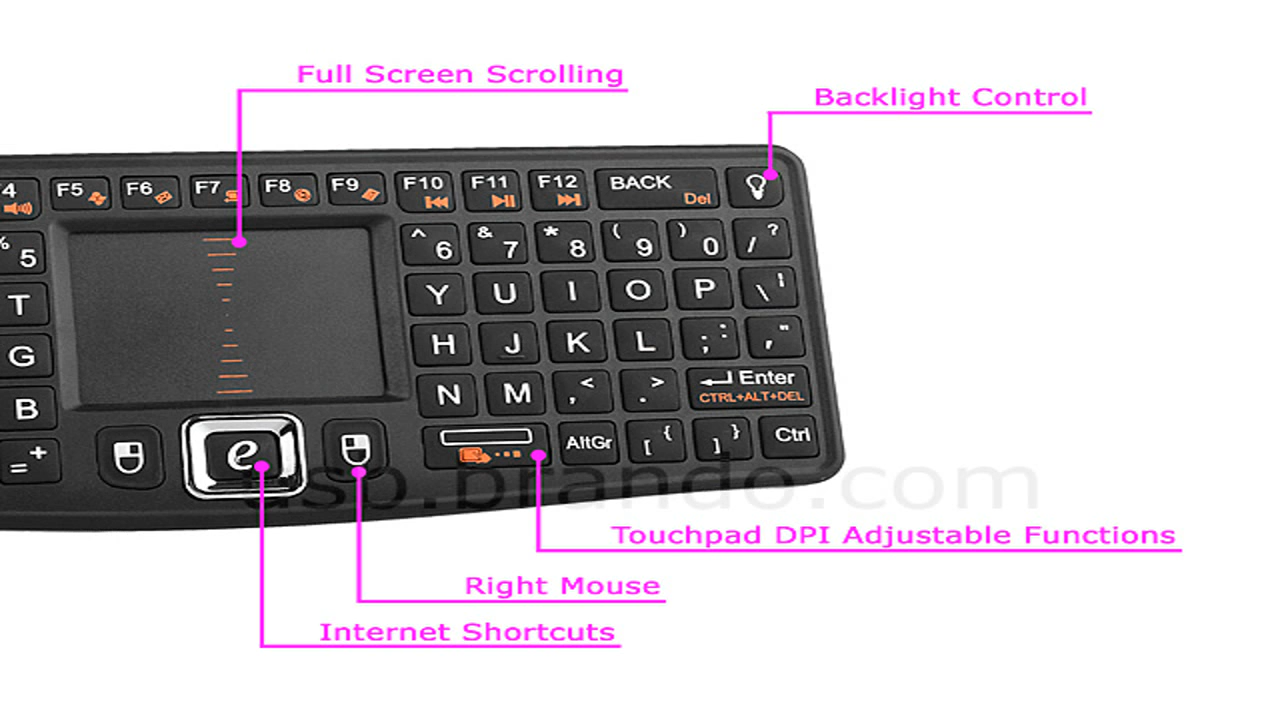 Full Screen Scrolling
Backlight Control
4 F5 F6 F7 F8 F9 F10 F11 F12 BACK Del
% 5 ^ 6 & 7 * 8 ( 9 ) 0 / ?
T Y U I O P \ |
G H J K L ; : , "
B N M , < . > Enter
CTRL+ALT+DEL
= + e AltGr [ { ] } Ctrl
usb.brando.com
Touchpad DPI Adjustable Functions
Right Mouse
Internet Shortcuts